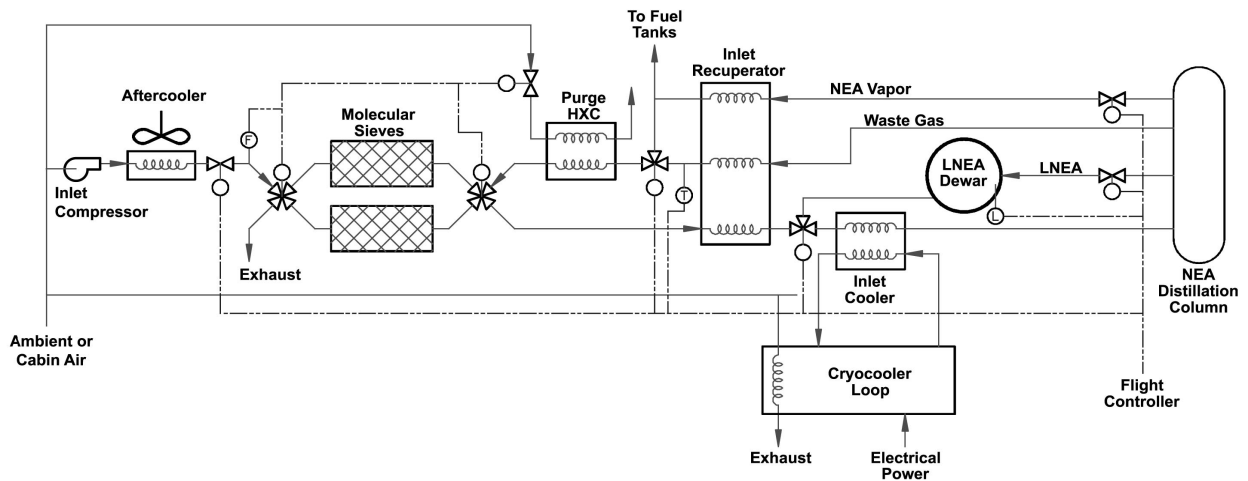 To Fuel
Tanks
Inlet
Recuperator
Aftercooler
Molecular
Sieves
Purge
HXC
NEA Vapor
Waste Gas
F
Inlet
Compressor
T
LNEA
Dewar
LNEA
L
Exhaust
Inlet
Cooler
NEA
Distillation
Column
Ambient or
Cabin Air
Cryocooler
Loop
Flight
Controller
Exhaust
Electrical
Power